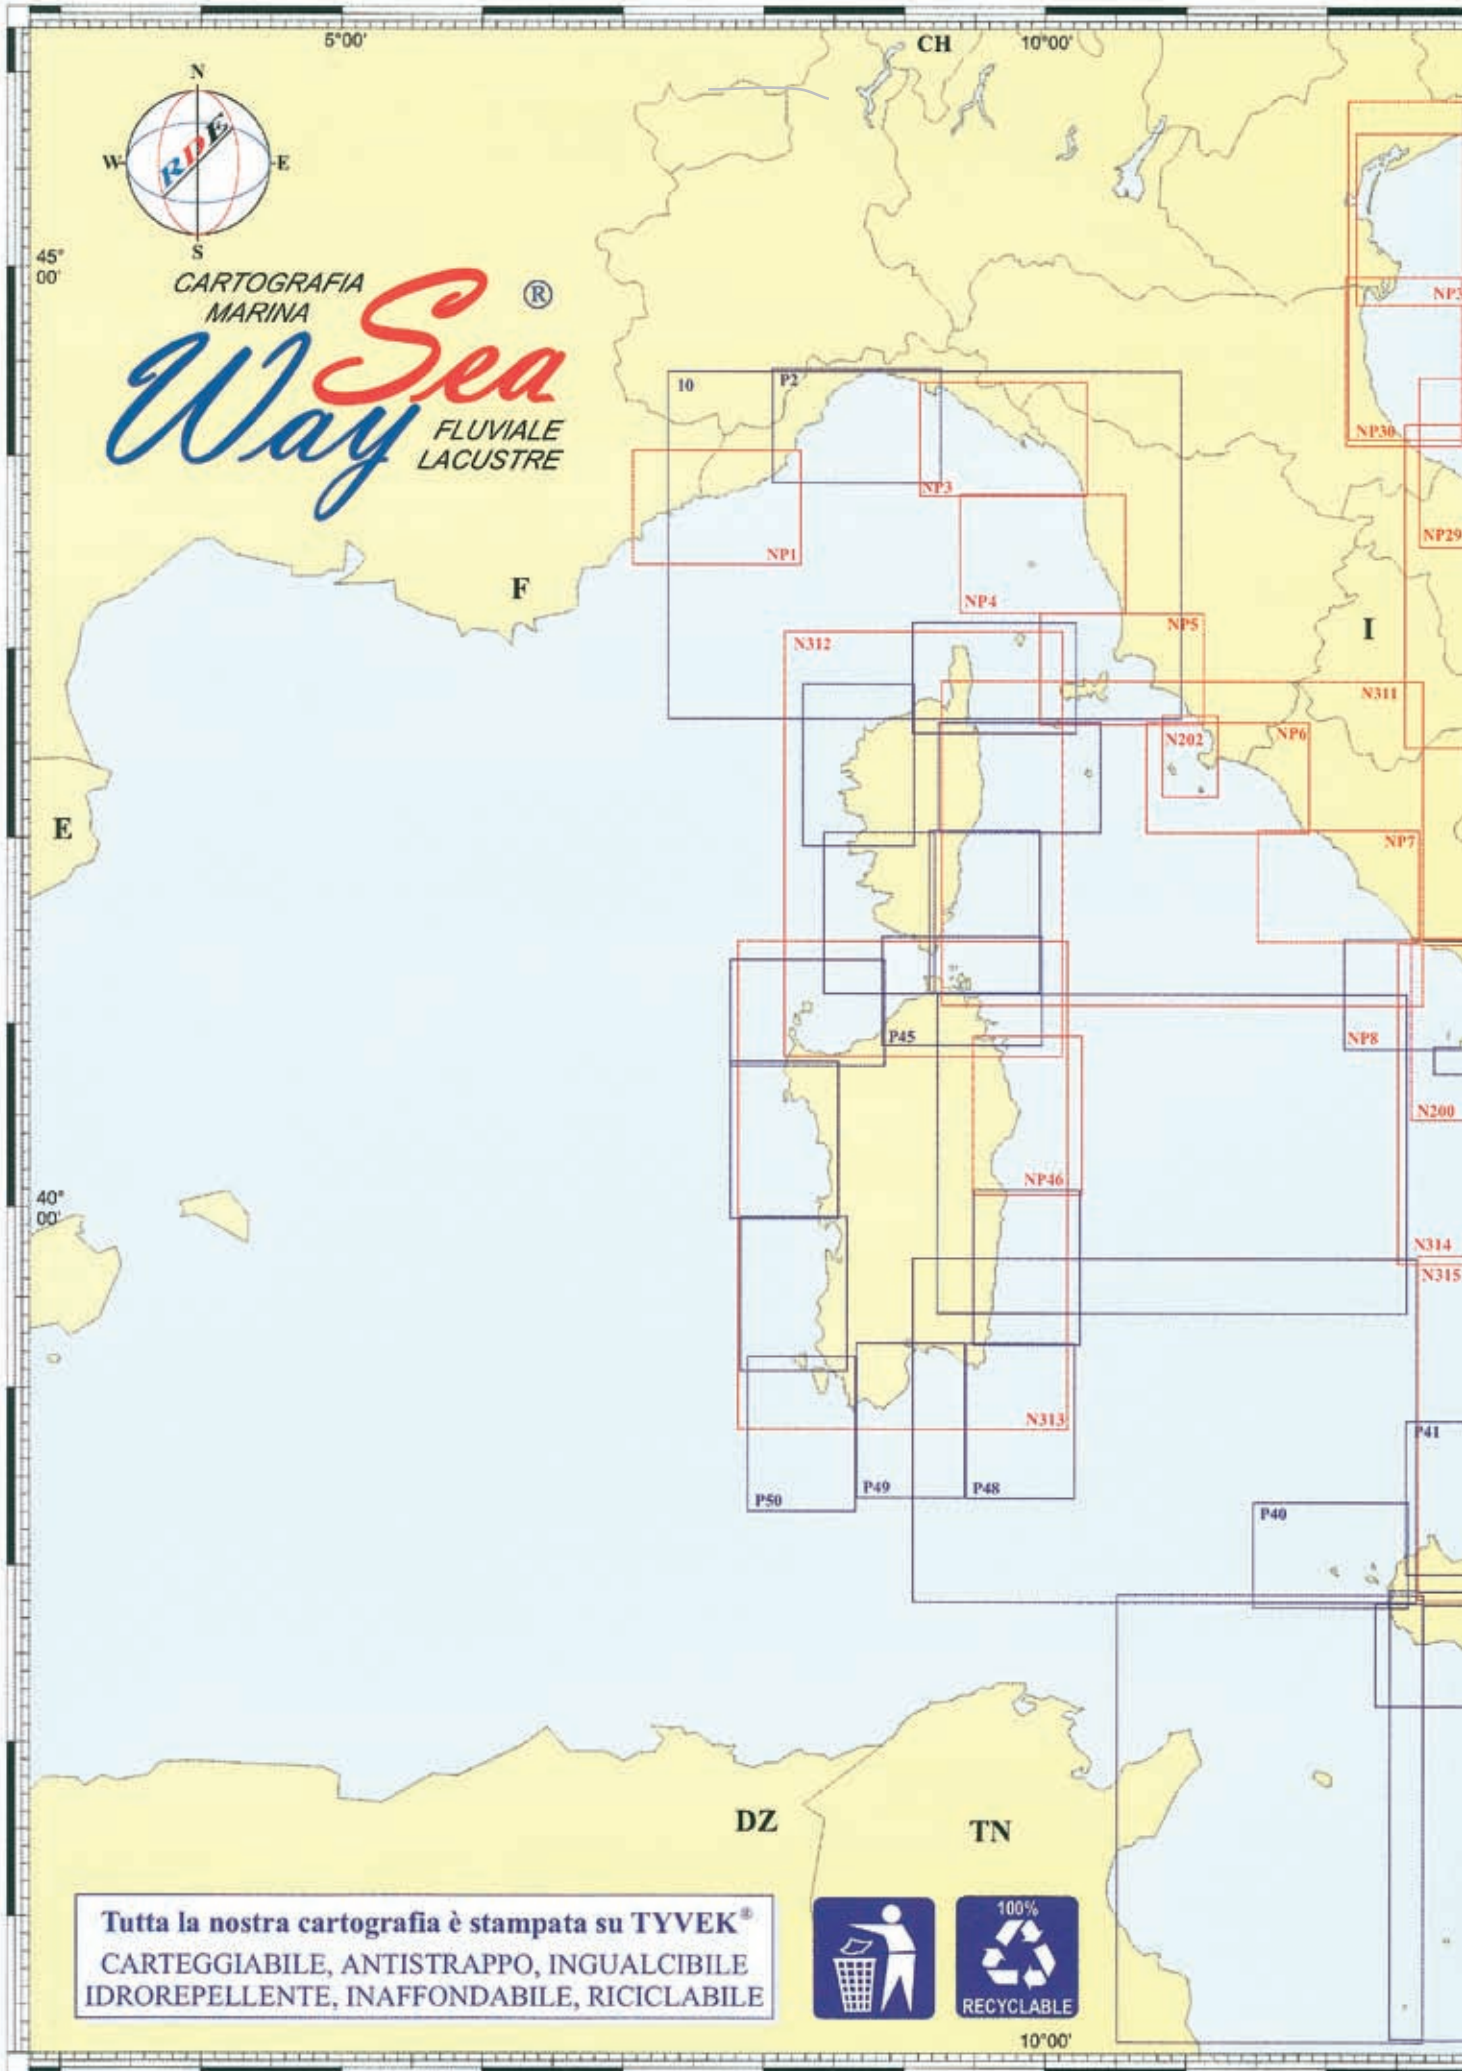 5°00'
CH
10°00'
N
W
RDE
E
S
45°
00'
CARTOGRAFIA
MARINA
Sea
®
Way
FLUVIALE
LACUSTRE
10
P2
NP3
NP30
NP3
NP29
NP1
F
NP4
NP5
I
N312
N311
N202
NP6
E
NP7
P45
NP8
N200
NP46
40°
00'
N314
N315
N313
P41
P50
P49
P48
P40
DZ
TN
Tutta la nostra cartografia è stampata su TYVEK®
CARTEGGIABILE, ANTISTRAPPO, INGUALCIBILE
IDROREPELLENTE, INAFFONDABILE, RICICLABILE
100%
RECYCLABLE
10°00'